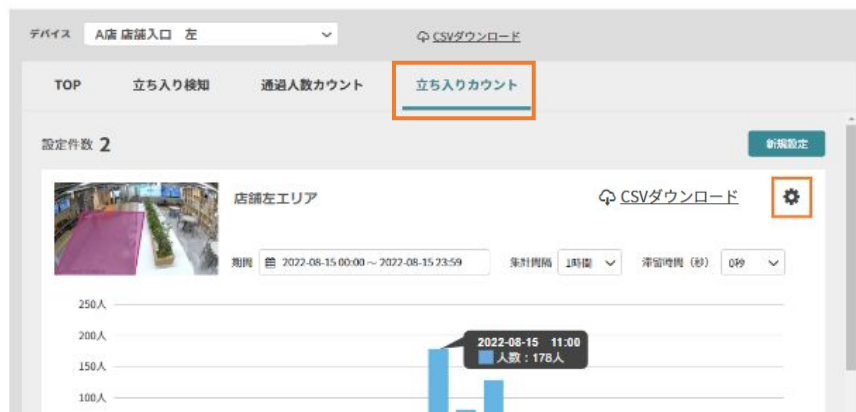 デバイス A店 店舗入口 左 CSVダウンロード
TOP 立ち入り検知 通過人数カウント 立ち入りカウント
設定件数 2 新規設定
店舗左エリア CSVダウンロード
期間 2022-08-15 00:00 ～ 2022-08-15 23:59 集計間隔 1時間 滞留時間（秒） 0秒
250人
200人
2022-08-15 11:00
人数：178人
150人
100人